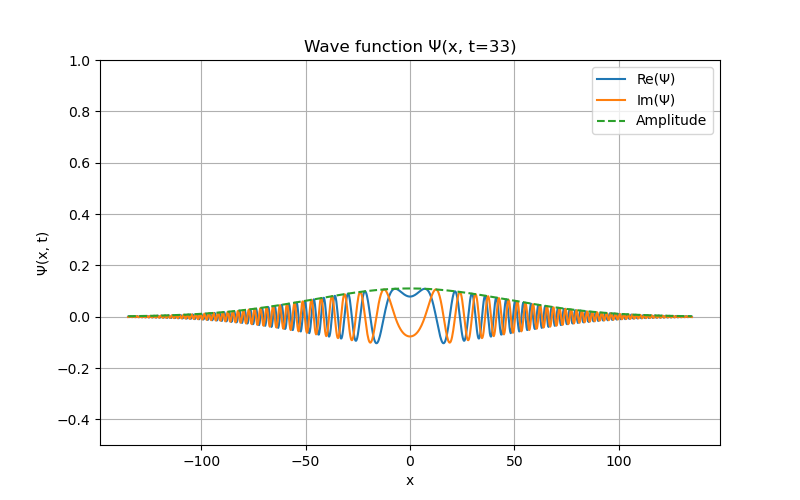 Wave function Ψ(x, t=33)
Re(Ψ)
Im(Ψ)
Amplitude
Ψ(x, t)
1.0
0.8
0.6
0.4
0.2
0.0
−0.2
−0.4
−100
−50
0
50
100
x